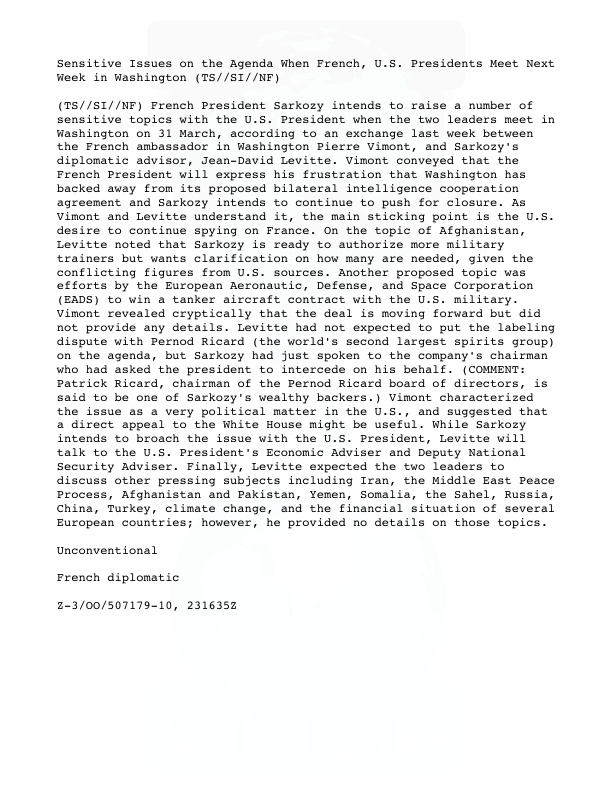 Sensitive Issues on the Agenda When French, U.S. Presidents Meet Next
Week in Washington (TS//SI//NF)
(TS//SI//NF) French President Sarkozy intends to raise a number of
sensitive topics with the U.S. President when the two leaders meet in
Washington on 31 March, according to an exchange last week between
the French ambassador in Washington Pierre Vimont, and Sarkozy's
diplomatic advisor, Jean-David Levitte. Vimont conveyed that the
French President will express his frustration that Washington has
backed away from its proposed bilateral intelligence cooperation
agreement and Sarkozy intends to continue to push for closure. As
Vimont and Levitte understand it, the main sticking point is the U.S.
desire to continue spying on France. On the topic of Afghanistan,
Levitte noted that Sarkozy is ready to authorize more military
trainers but wants clarification on how many are needed, given the
conflicting figures from U.S. sources. Another proposed topic was
efforts by the European Aeronautic, Defense, and Space Corporation
(EADS) to win a tanker aircraft contract with the U.S. military.
Vimont revealed cryptically that the deal is moving forward but did
not provide any details. Levitte had not expected to put the labeling
dispute with Pernod Ricard (the world's second largest spirits group)
on the agenda, but Sarkozy had just spoken to the company's chairman
who had asked the president to intercede on his behalf. (COMMENT:
Patrick Ricard, chairman of the Pernod Ricard board of directors, is
said to be one of Sarkozy's wealthy backers.) Vimont characterized
the issue as a very political matter in the U.S., and suggested that
a direct appeal to the White House might be useful. While Sarkozy
intends to broach the issue with the U.S. President, Levitte will
talk to the U.S. President's Economic Adviser and Deputy National
Security Adviser. Finally, Levitte expected the two leaders to
discuss other pressing subjects including Iran, the Middle East Peace
Process, Afghanistan and Pakistan, Yemen, Somalia, the Sahel, Russia,
China, Turkey, climate change, and the financial situation of several
European countries; however, he provided no details on those topics.
Unconventional
French diplomatic
Z-3/OO/507179-10, 231635Z